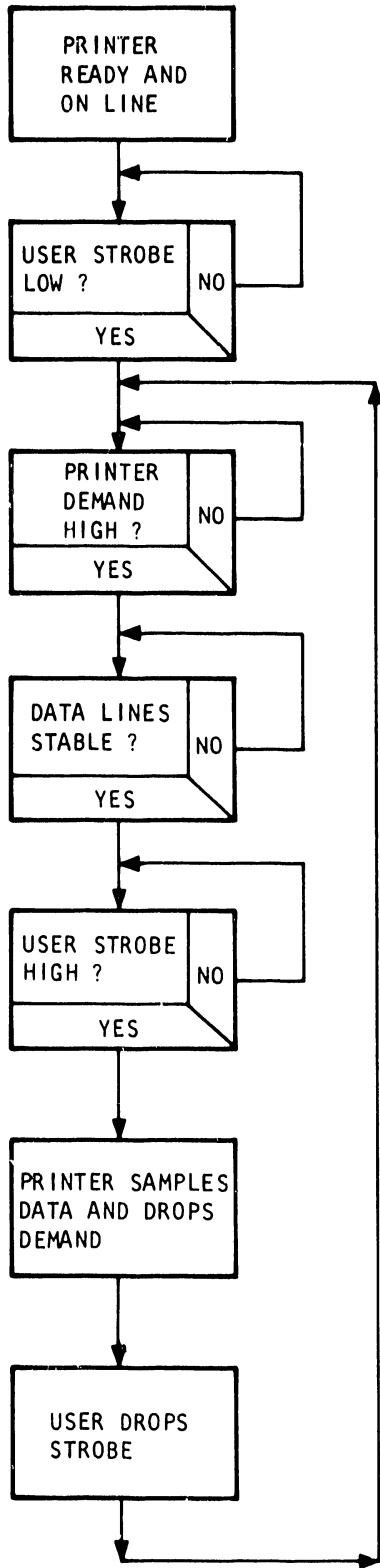 PRINTER
READY AND
ON LINE
USER STROBE
LOW ?
NO
YES
PRINTER
DEMAND
HIGH ?
NO
YES
DATA LINES
STABLE ?
NO
YES
USER STROBE
HIGH ?
NO
YES
PRINTER SAMPLES
DATA AND DROPS
DEMAND
USER DROPS
STROBE